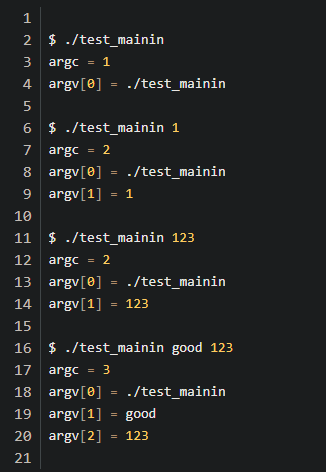 1
2 $ ./test_mainin
3 argc = 1
4 argv[0] = ./test_mainin
5
6 $ ./test_mainin 1
7 argc = 2
8 argv[0] = ./test_mainin
9 argv[1] = 1
10
11 $ ./test_mainin 123
12 argc = 2
13 argv[0] = ./test_mainin
14 argv[1] = 123
15
16 $ ./test_mainin good 123
17 argc = 3
18 argv[0] = ./test_mainin
19 argv[1] = good
20 argv[2] = 123
21